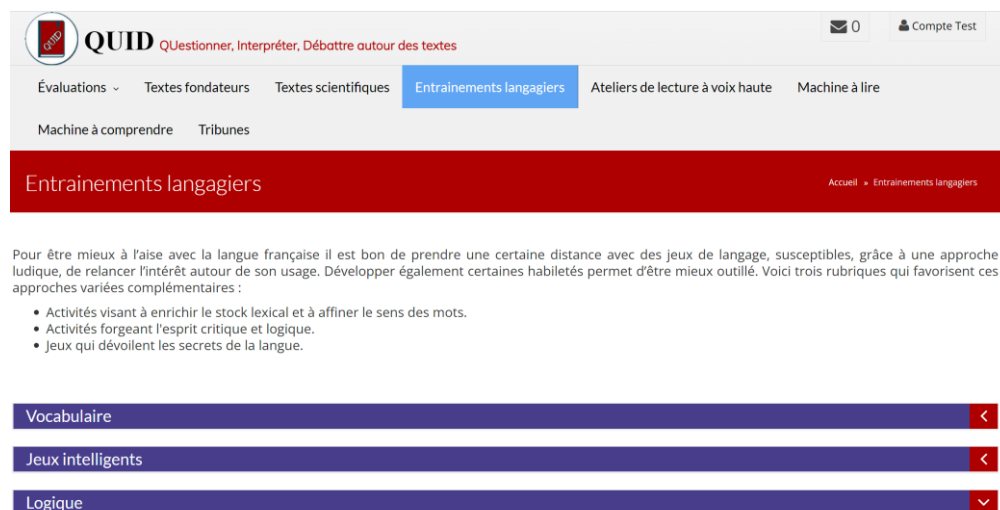 QUID QUID QUestionner, Interpréter, Débattre autour des textes
0
Compte Test
Évaluations Textes fondateurs Textes scientifiques Entrainements langagiers Ateliers de lecture à voix haute Machine à lire
Machine à comprendre Tribunes
Entrainements langagiers
Accueil » Entrainements langagiers
Pour être mieux à l'aise avec la langue française il est bon de prendre une certaine distance avec des jeux de langage, susceptibles, grâce à une approche
ludique, de relancer l'intérêt autour de son usage. Développer également certaines habiletés permet d'être mieux outillé. Voici trois rubriques qui favorisent ces
approches variées complémentaires :
• Activités visant à enrichir le stock lexical et à affiner le sens des mots.
• Activités forgeant l'esprit critique et logique.
• Jeux qui dévoilent les secrets de la langue.
Vocabulaire
Jeux intelligents
Logique